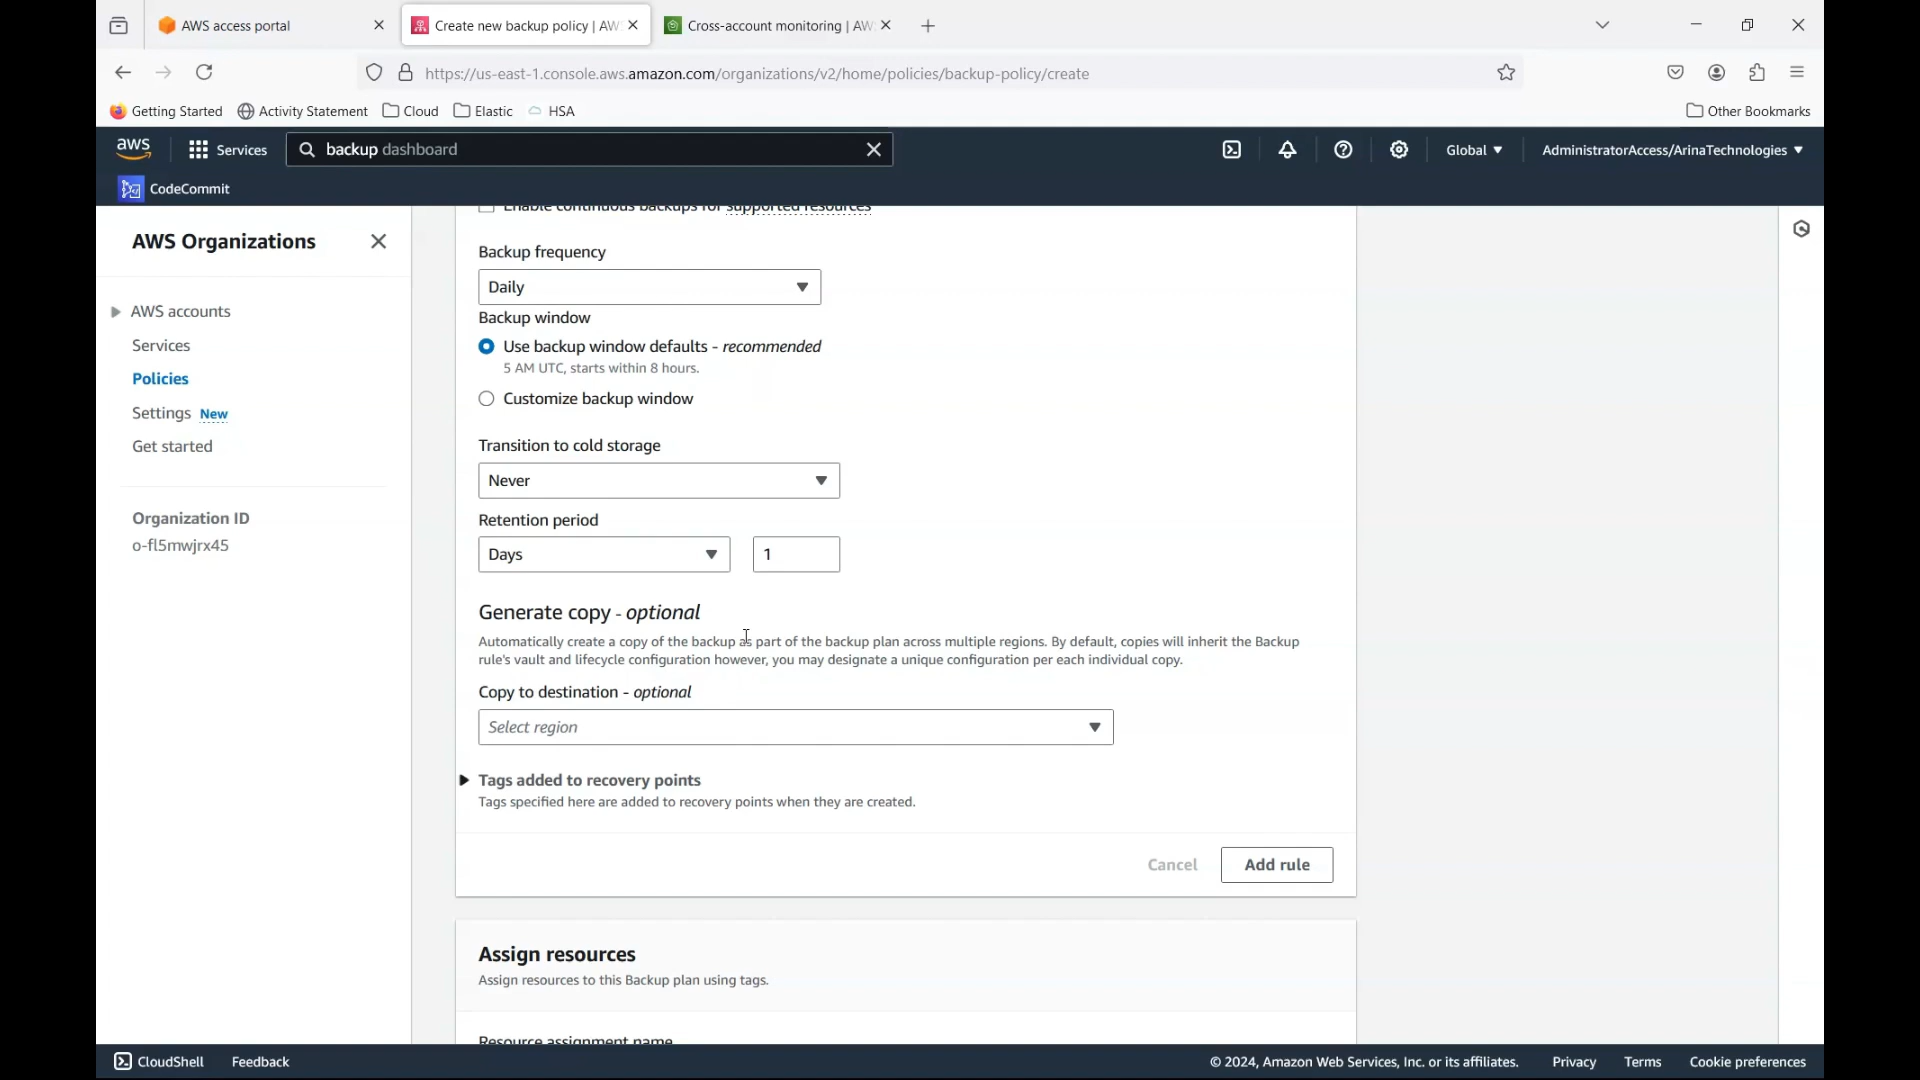 AWS access portal
Create new backup policy | AW
Cross-account monitoring | AW
https://us-east-1.console.aws.amazon.com/organizations/v2/home/policies/backup-policy/create
Getting Started
Activity Statement
Cloud
Elastic
HSA
Other Bookmarks
aws
Services
backup dashboard
Global
AdministratorAccess/ArinaTechnologies
CodeCommit
AWS Organizations
AWS accounts
Services
Policies
Settings New
Get started
Organization ID
o-fl5mwjrx45
Enable continuous backups for supported resources
Backup frequency
Daily
Backup window
Use backup window defaults - recommended
5 AM UTC, starts within 8 hours.
Customize backup window
Transition to cold storage
Never
Retention period
Days
1
Generate copy - optional
Automatically create a copy of the backup as part of the backup plan across multiple regions. By default, copies will inherit the Backup
rule's vault and lifecycle configuration however, you may designate a unique configuration per each individual copy.
Copy to destination - optional
Select region
Tags added to recovery points
Tags specified here are added to recovery points when they are created.
Cancel
Add rule
Assign resources
Assign resources to this Backup plan using tags.
Resource assignment name
CloudShell
Feedback
© 2024, Amazon Web Services, Inc. or its affiliates.
Privacy
Terms
Cookie preferences